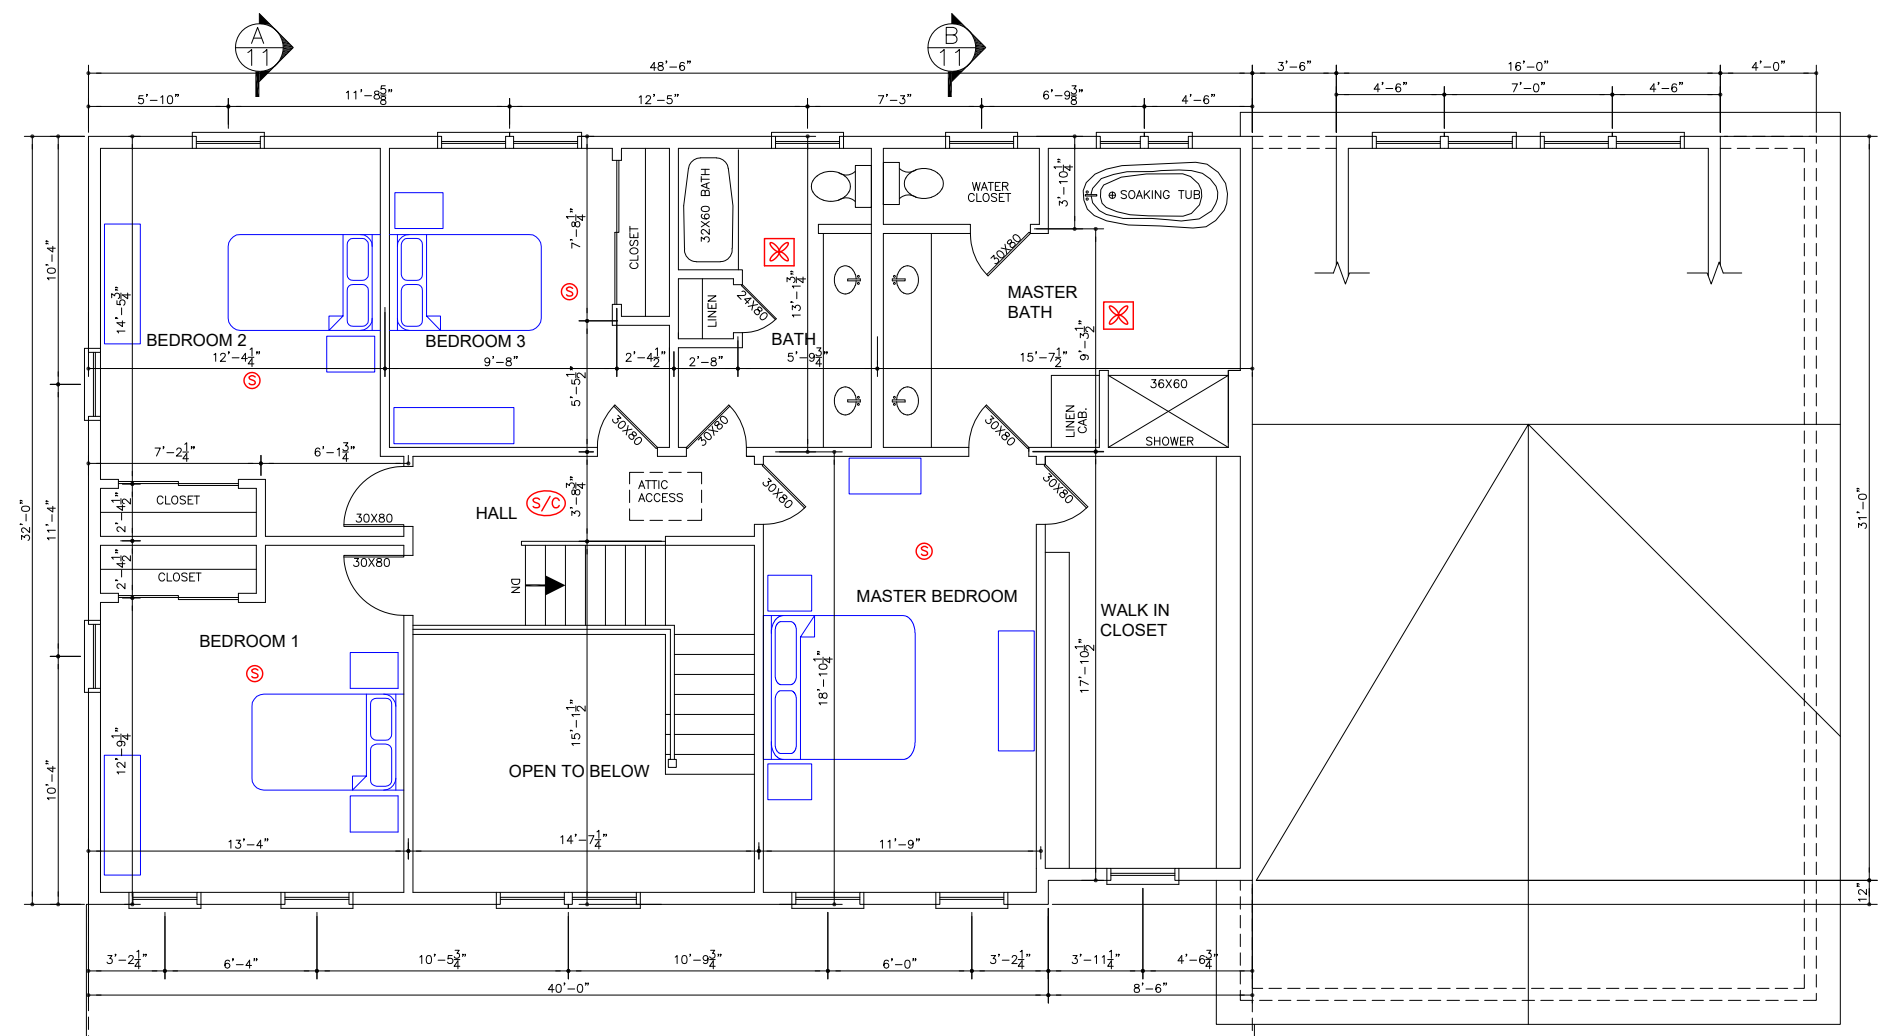 A
11
B
11
48'-6"
3'-6"
16'-0"
4'-0"
5'-10"
11'-8 5/8"
12'-5"
7'-3"
6'-9 3/8"
4'-6"
4'-6"
7'-0"
4'-6"
32X60 BATH
WATER
CLOSET
3'-10 1/4"
SOAKING TUB
7'-8 1/4"
CLOSET
10'-4"
30X80
14'-5 3/4"
S
LINEN
24X80
13'-1 3/4"
MASTER
BATH
BEDROOM 2
BEDROOM 3
BATH
9'-3 1/2"
12'-4 1/4"
9'-8"
2'-4 1/2"
2'-8"
5'-9 3/4"
15'-7 1/2"
S
5'-5 1/2"
36X60
LINEN
CAB.
SHOWER
30X80
30X80
30X80
7'-2 1/4"
6'-1 3/4"
CLOSET
2'-4 1/2"
HALL
S/C
3'-8 3/4"
ATTIC
ACCESS
30X80
30X80
30X80
32'-0"
11'-4"
31'-0"
S
30X80
CLOSET
2'-4 1/2"
DN
MASTER BEDROOM
WALK IN
CLOSET
BEDROOM 1
S
18'-10 1/4"
17'-10 1/2"
15'-1 1/2"
12'-9 1/4"
10'-4"
OPEN TO BELOW
13'-4"
14'-7 1/4"
11'-9"
12"
3'-2 1/4"
6'-4"
10'-5 3/4"
10'-9 3/4"
6'-0"
3'-2 1/4"
3'-11 1/4"
4'-6 3/4"
40'-0"
8'-6"